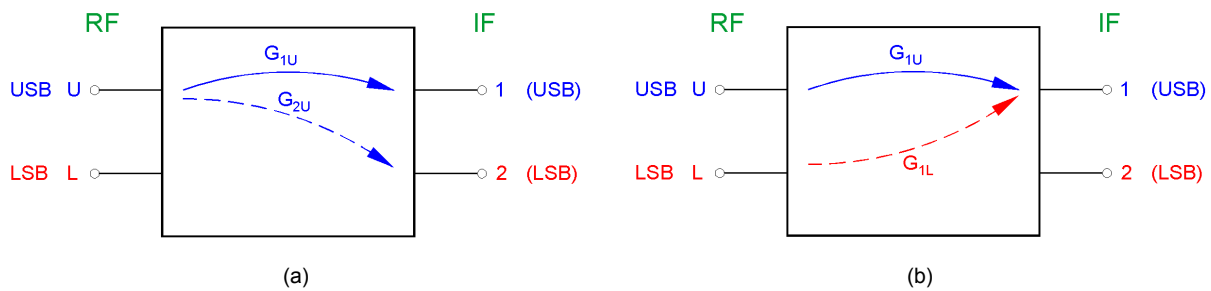 RF IF
G1U
USB U 1 (USB)
G2U
LSB L 2 (LSB)
(a)
RF IF
G1U
USB U 1 (USB)
LSB L G1L 2 (LSB)
(b)